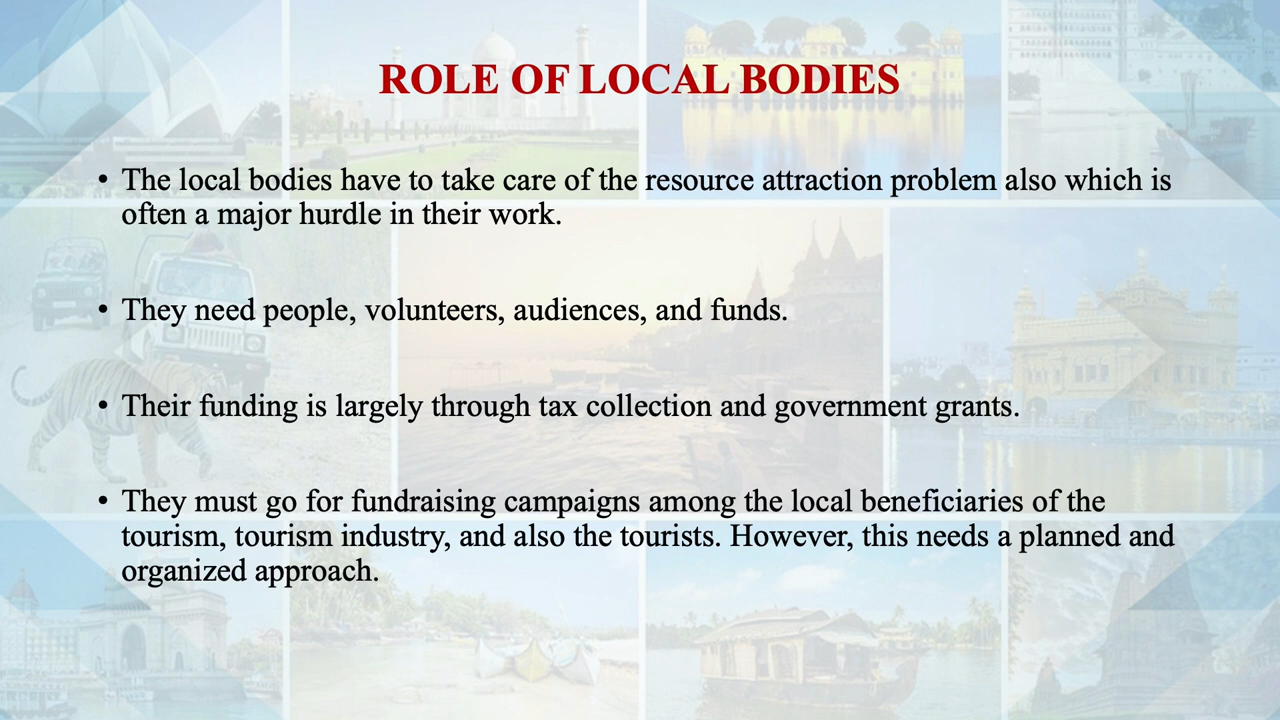 ROLE OF LOCAL BODIES
• The local bodies have to take care of the resource attraction problem also which is
often a major hurdle in their work.
• They need people, volunteers, audiences, and funds.
• Their funding is largely through tax collection and government grants.
• They must go for fundraising campaigns among the local beneficiaries of the
tourism, tourism industry, and also the tourists. However, this needs a planned and
organized approach.